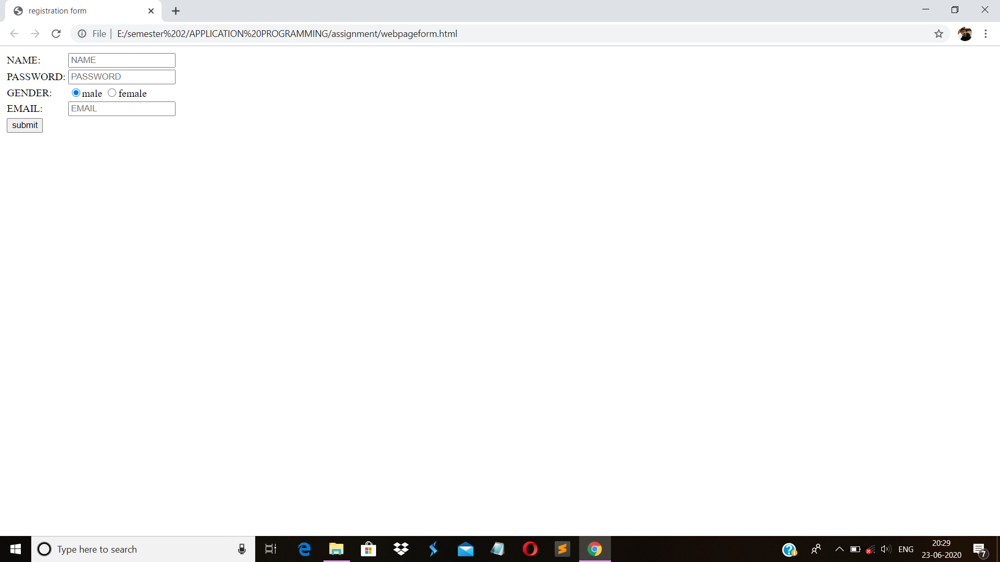 registration form
File | E:/semester%202/APPLICATION%20PROGRAMMING/assignment/webpageform.html
NAME: NAME
PASSWORD: PASSWORD
GENDER: male female
EMAIL: EMAIL
submit
Type here to search
ENG
20:29
23-06-2020
7